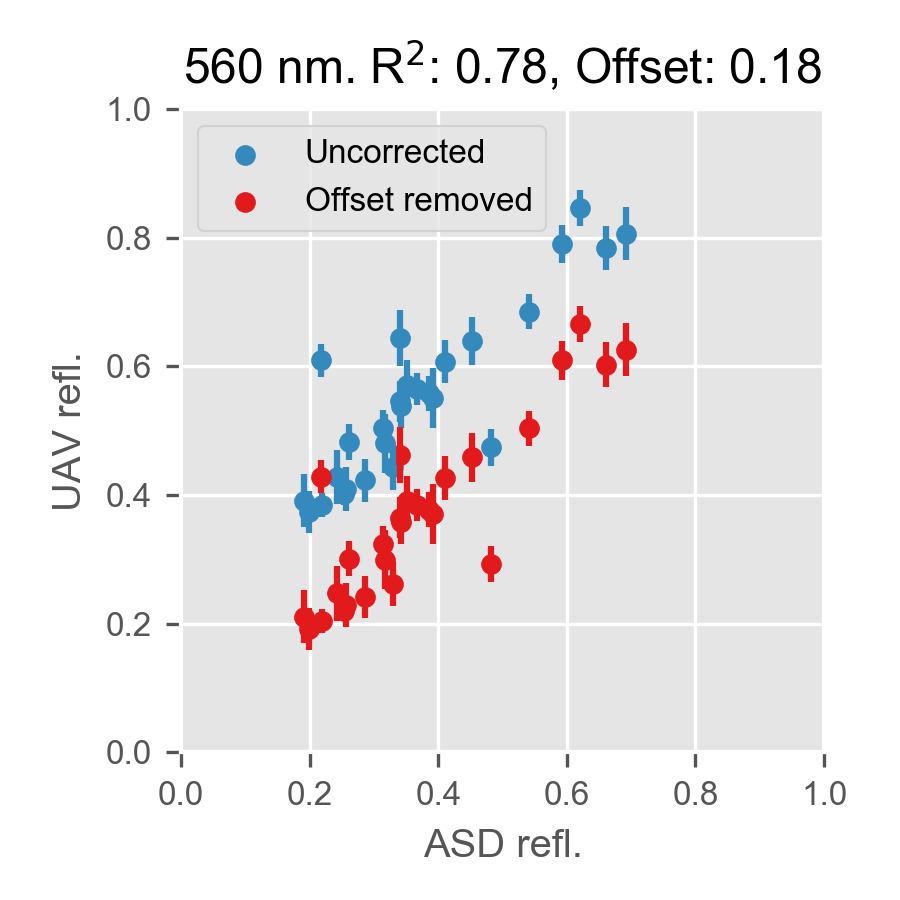 560 nm. R²: 0.78, Offset: 0.18
1.0
Uncorrected
Offset removed
0.8
0.6
UAV refl.
0.4
0.2
0.0
0.0 0.2 0.4 0.6 0.8 1.0
ASD refl.